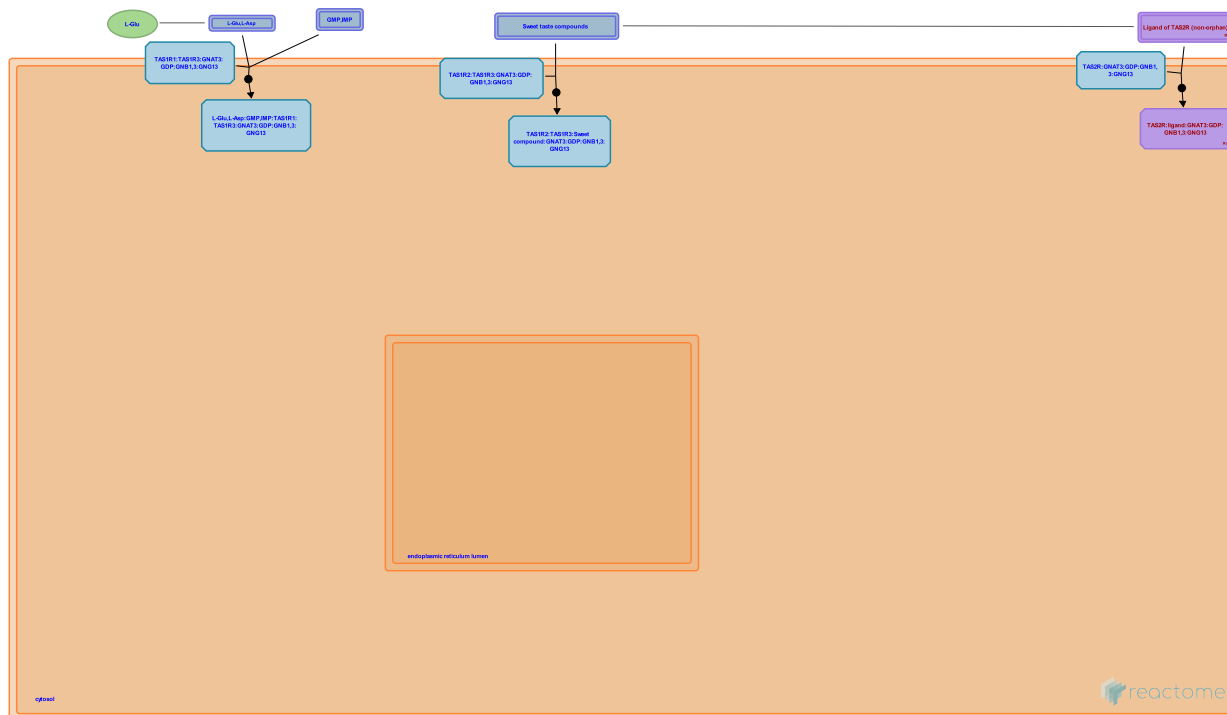 L-Glu
L-Glu,L-Asp
GMP,IMP
Sweet taste compounds
Ligand of TAS2R (non-orphan)
TAS1R1:TAS1R3:GNAT3:
GDP:GNB1,3:GNG13
TAS1R2:TAS1R3:GNAT3:GDP:
GNB1,3:GNG13
TAS2R:GNAT3:GDP:GNB1,
3:GNG13
L-Glu,L-Asp:GMP,IMP:TAS1R1:
TAS1R3:GNAT3:GDP:GNB1,3:
GNG13
TAS1R2:TAS1R3:Sweet
compound:GNAT3:GDP:GNB1,3:
GNG13
TAS2R:ligand:GNAT3:GDP:
GNB1,3:GNG13
endoplasmic reticulum lumen
cytosol
reactome